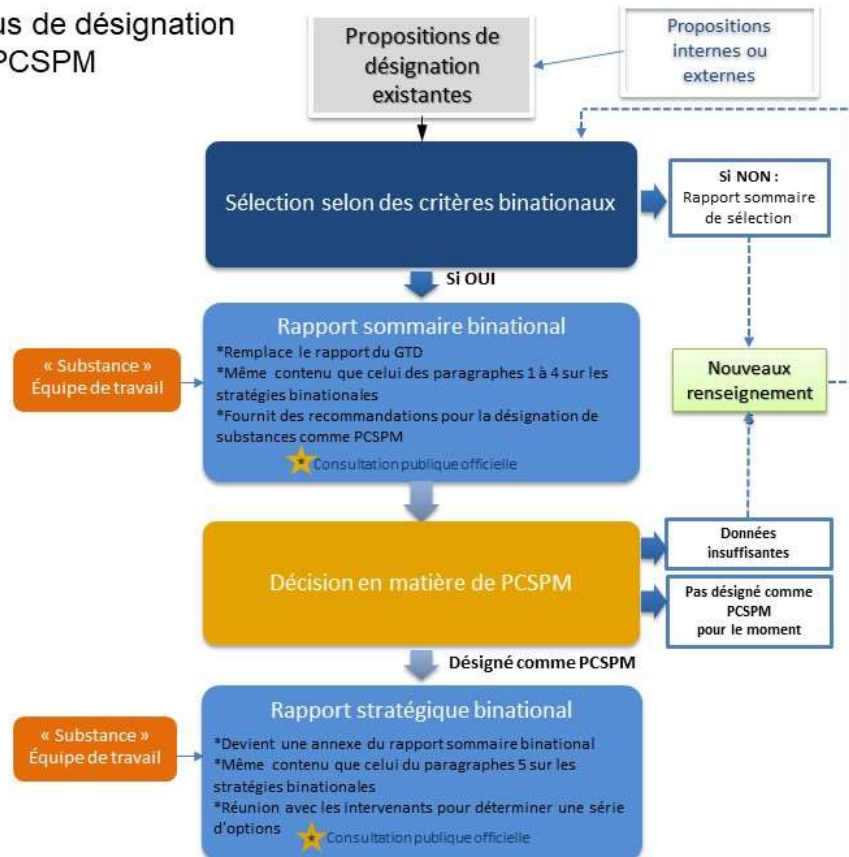 us de désignation
PCSPM
Propositions de
désignation
existantes
Propositions
internes ou
externes
Sélection selon des critères binationaux
Si NON :
Rapport sommaire
de sélection
Si OUI
Rapport sommaire binational
*Remplace le rapport du GTD
*Même contenu que celui des paragraphes 1 à 4 sur les
stratégies binationales
*Fournit des recommandations pour la désignation de
substances comme PCSPM
Consultation publique officielle
« Substance »
Équipe de travail
Nouveaux
renseignement
s
Décision en matière de PCSPM
Données
insuffisantes
Pas désigné comme
PCSPM
pour le moment
Désigné comme PCSPM
Rapport stratégique binational
*Devient une annexe du rapport sommaire binational
*Même contenu que celui du paragraphes 5 sur les
stratégies binationales
*Réunion avec les intervenants pour déterminer une série
d'options
Consultation publique officielle
« Substance »
Équipe de travail